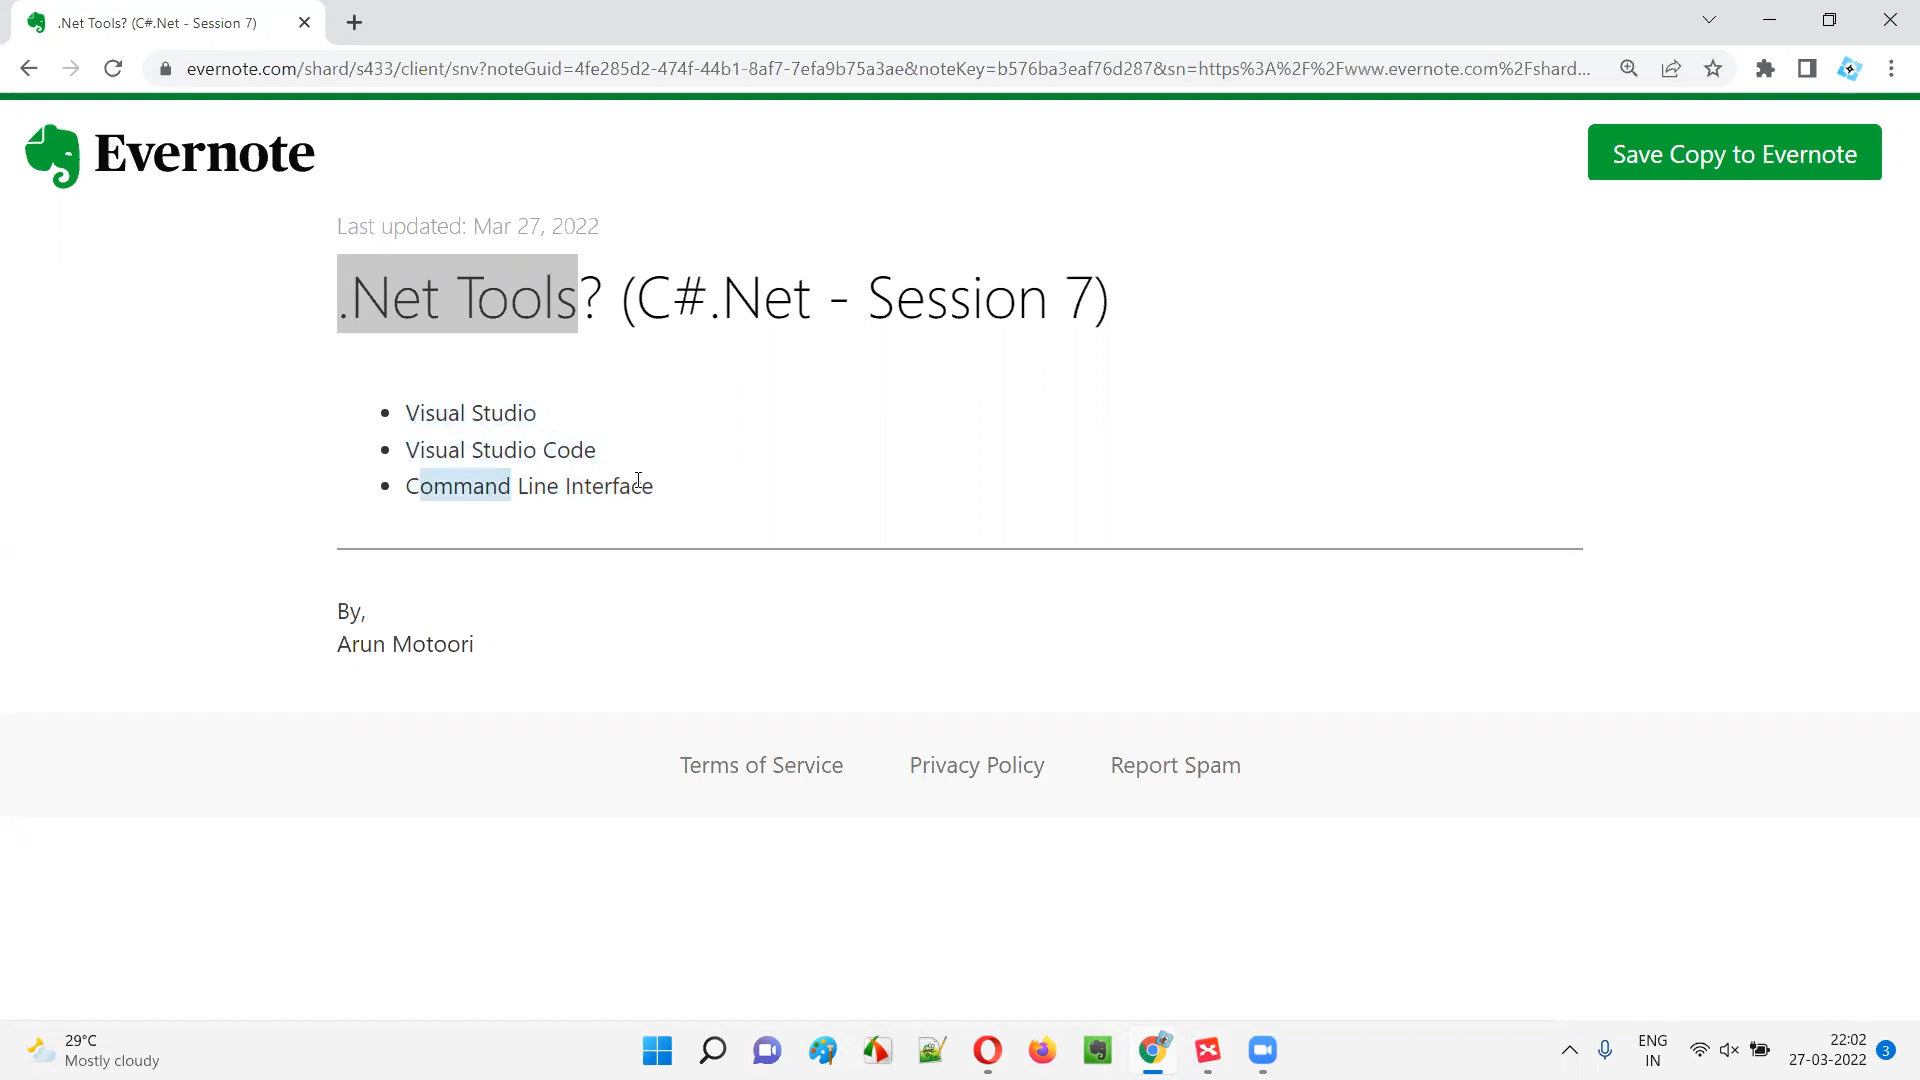 .Net Tools? (C#.Net - Session 7)
evernote.com/shard/s433/client/snv?noteGuid=4fe285d2-474f-44b1-8af7-7efa9b75a3ae&noteKey=b576ba3eaf76d287&sn=https%3A%2F%2Fwww.evernote.com%2Fshard...
Evernote
Save Copy to Evernote
Last updated: Mar 27, 2022
.Net Tools? (C#.Net - Session 7)
• Visual Studio
• Visual Studio Code
• Command Line Interface
By,
Arun Motoori
Terms of Service Privacy Policy Report Spam
29°C
Mostly cloudy
ENG
IN
22:02
27-03-2022
3